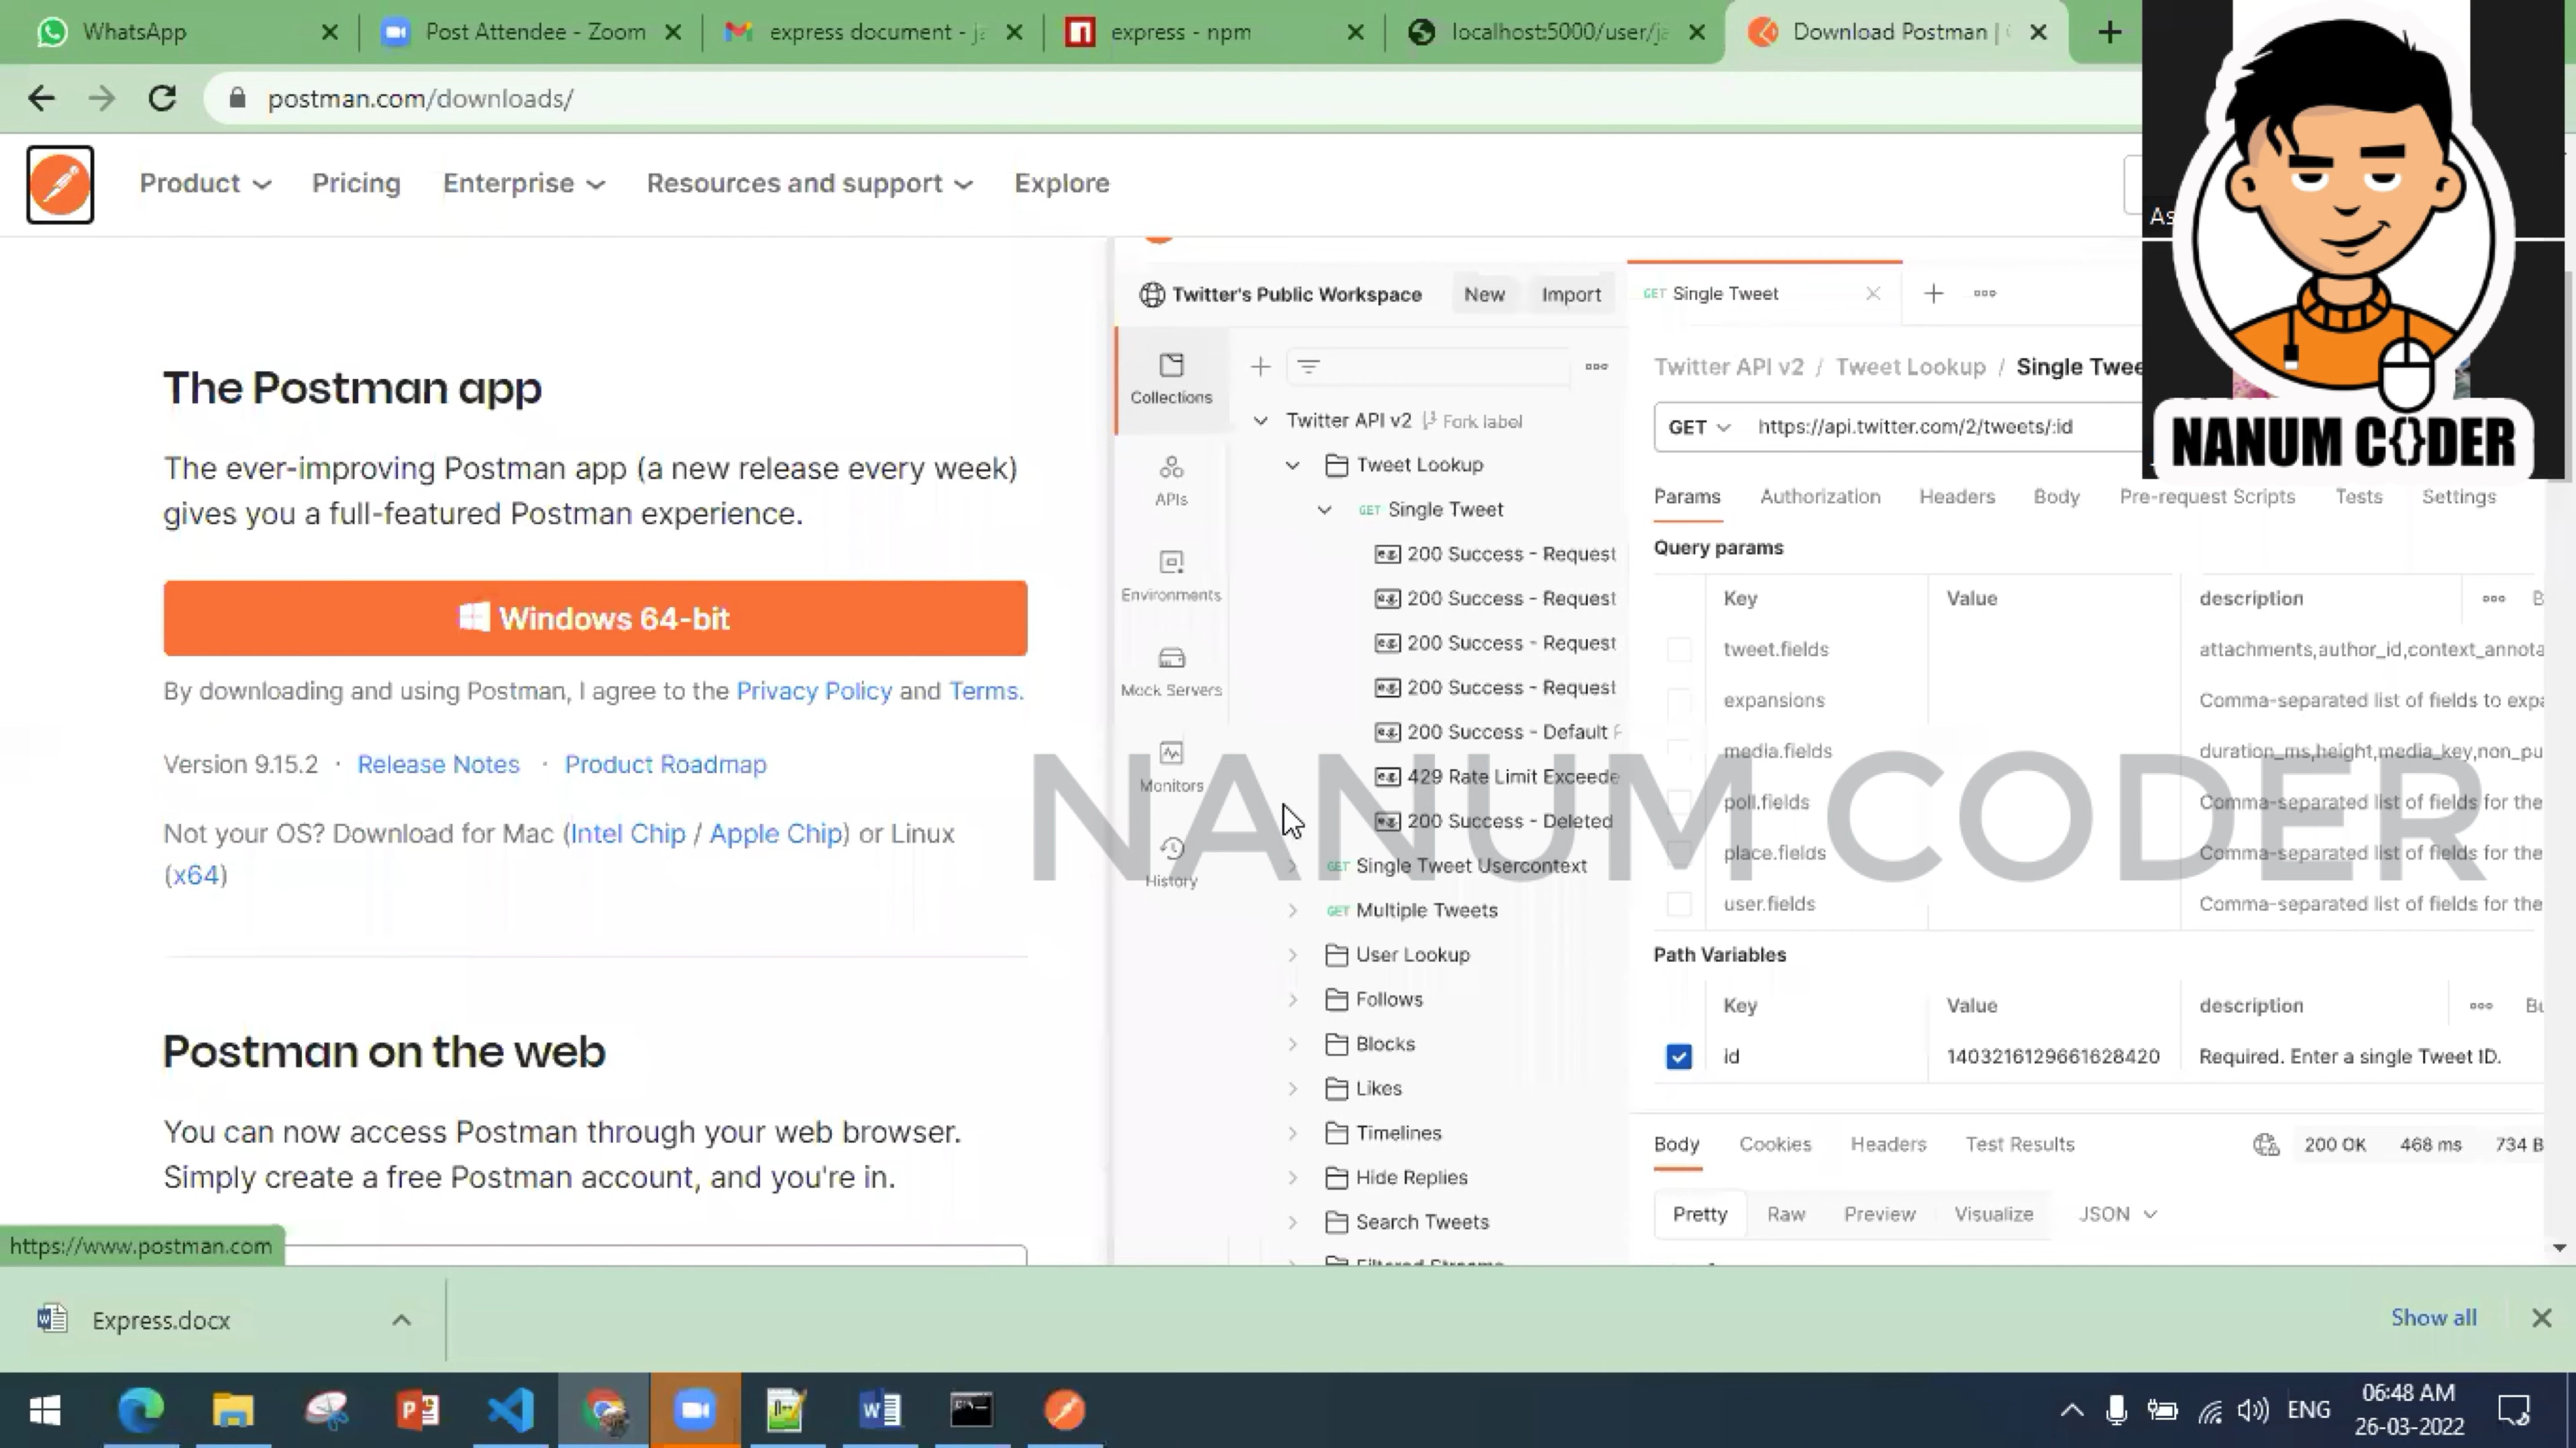 WhatsApp
Post Attendee - Zoom
express document - ja
express - npm
localhost:5000/user/ja
Download Postman |
postman.com/downloads/
Product
Pricing
Enterprise
Resources and support
Explore
As
NANUM C{}DER
The Postman app
The ever-improving Postman app (a new release every week)
gives you a full-featured Postman experience.
Windows 64-bit
By downloading and using Postman, I agree to the Privacy Policy and Terms.
Version 9.15.2 · Release Notes · Product Roadmap
Not your OS? Download for Mac (Intel Chip / Apple Chip) or Linux
(x64)
Postman on the web
You can now access Postman through your web browser.
Simply create a free Postman account, and you're in.
https://www.postman.com
Twitter's Public Workspace
New
Import
Collections
APIs
Environments
Mock Servers
Monitors
History
Twitter API v2 Fork label
Tweet Lookup
GET Single Tweet
200 Success - Request
200 Success - Request
200 Success - Request
200 Success - Request
200 Success - Default
429 Rate Limit Exceede
200 Success - Deleted
GET Single Tweet Usercontext
GET Multiple Tweets
User Lookup
Follows
Blocks
Likes
Timelines
Hide Replies
Search Tweets
Filtered Streams
GET Single Tweet
Twitter API v2 / Tweet Lookup / Single Twee
GET https://api.twitter.com/2/tweets/:id
Params Authorization Headers Body Pre-request Scripts Tests Settings
Query params
Key Value description B
tweet.fields attachments,author_id,context_annota
expansions Comma-separated list of fields to expa
media.fields duration_ms,height,media_key,non_pu
poll.fields Comma-separated list of fields for the
place.fields Comma-separated list of fields for the
user.fields Comma-separated list of fields for the
NANUM CODER
Path Variables
Key Value description Bu
id 1403216129661628420 Required. Enter a single Tweet ID.
Body Cookies Headers Test Results 200 OK 468 ms 734 B
Pretty Raw Preview Visualize JSON
Express.docx
Show all
ENG
06:48 AM
26-03-2022